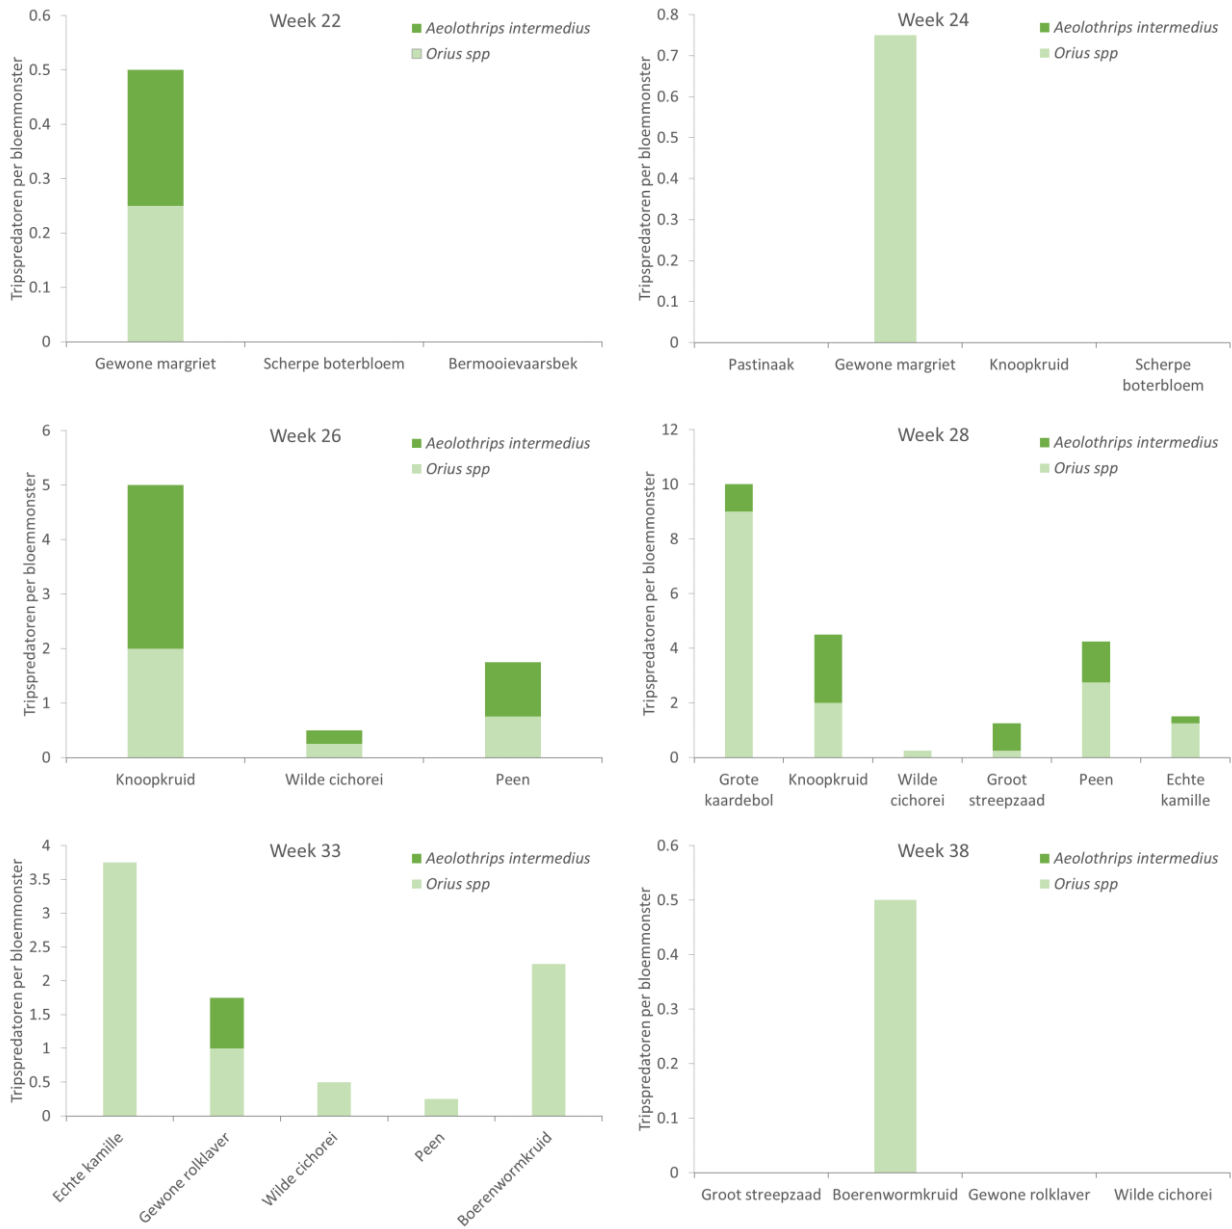 Week 22
Aeolothrips intermedius
Orius spp
Tripspredatoren per bloemmonster
0.6
0.5
0.4
0.3
0.2
0.1
0
Gewone margriet
Scherpe boterbloem
Bermooievaarsbek
Week 24
Aeolothrips intermedius
Orius spp
Tripspredatoren per bloemmonster
0.8
0.7
0.6
0.5
0.4
0.3
0.2
0.1
0
Pastinaak
Gewone margriet
Knoopkruid
Scherpe
boterbloem
Week 26
Aeolothrips intermedius
Orius spp
Tripspredatoren per bloemmonster
6
5
4
3
2
1
0
Knoopkruid
Wilde cichorei
Peen
Week 28
Aeolothrips intermedius
Orius spp
Tripspredatoren per bloemmonster
12
10
8
6
4
2
0
Grote
kaardebol
Knoopkruid
Wilde
cichorei
Groot
streepzaad
Peen
Echte
kamille
Week 33
Aeolothrips intermedius
Orius spp
Tripspredatoren per bloemmonster
4
3.5
3
2.5
2
1.5
1
0.5
0
Echte kamille
Gewone rolklaver
Wilde cichorei
Peen
Boerenwormkruid
Week 38
Aeolothrips intermedius
Orius spp
Tripspredatoren per bloemmonster
0.6
0.5
0.4
0.3
0.2
0.1
0
Groot streepzaad
Boerenwormkruid
Gewone rolklaver
Wilde cichorei